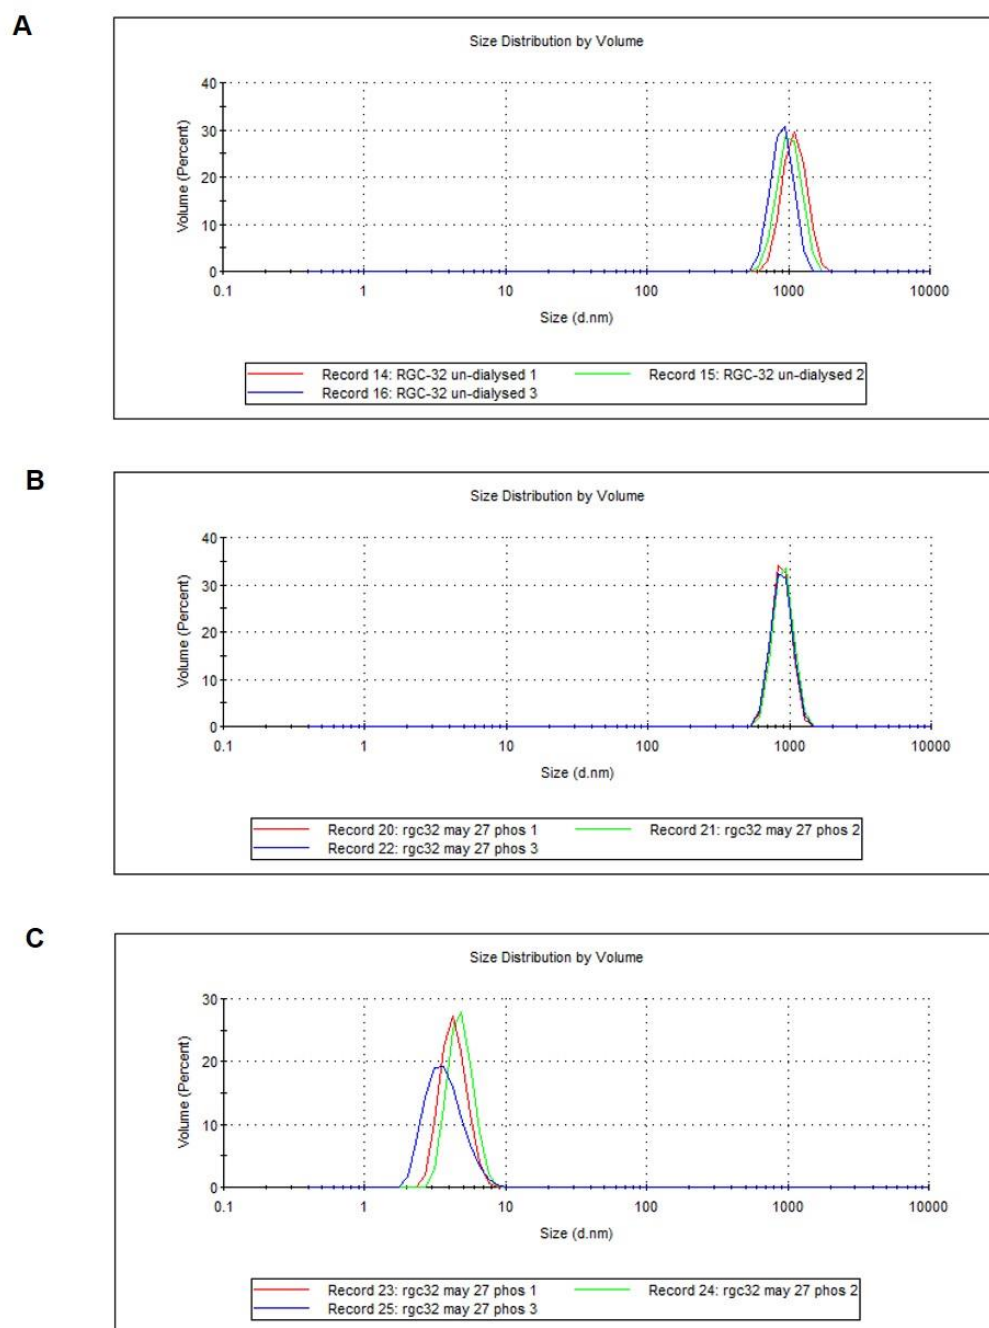 A
Size Distribution by Volume
40
30
20
10
0
Volume (Percent)
0.1 1 10 100 1000 10000
Size (d.nm)
Record 14: RGC-32 un-dialysed 1 Record 15: RGC-32 un-dialysed 2
Record 16: RGC-32 un-dialysed 3
B
Size Distribution by Volume
40
30
20
10
0
Volume (Percent)
0.1 1 10 100 1000 10000
Size (d.nm)
Record 20: rgc32 may 27 phos 1 Record 21: rgc32 may 27 phos 2
Record 22: rgc32 may 27 phos 3
C
Size Distribution by Volume
30
20
10
0
Volume (Percent)
0.1 1 10 100 1000 10000
Size (d.nm)
Record 23: rgc32 may 27 phos 1 Record 24: rgc32 may 27 phos 2
Record 25: rgc32 may 27 phos 3